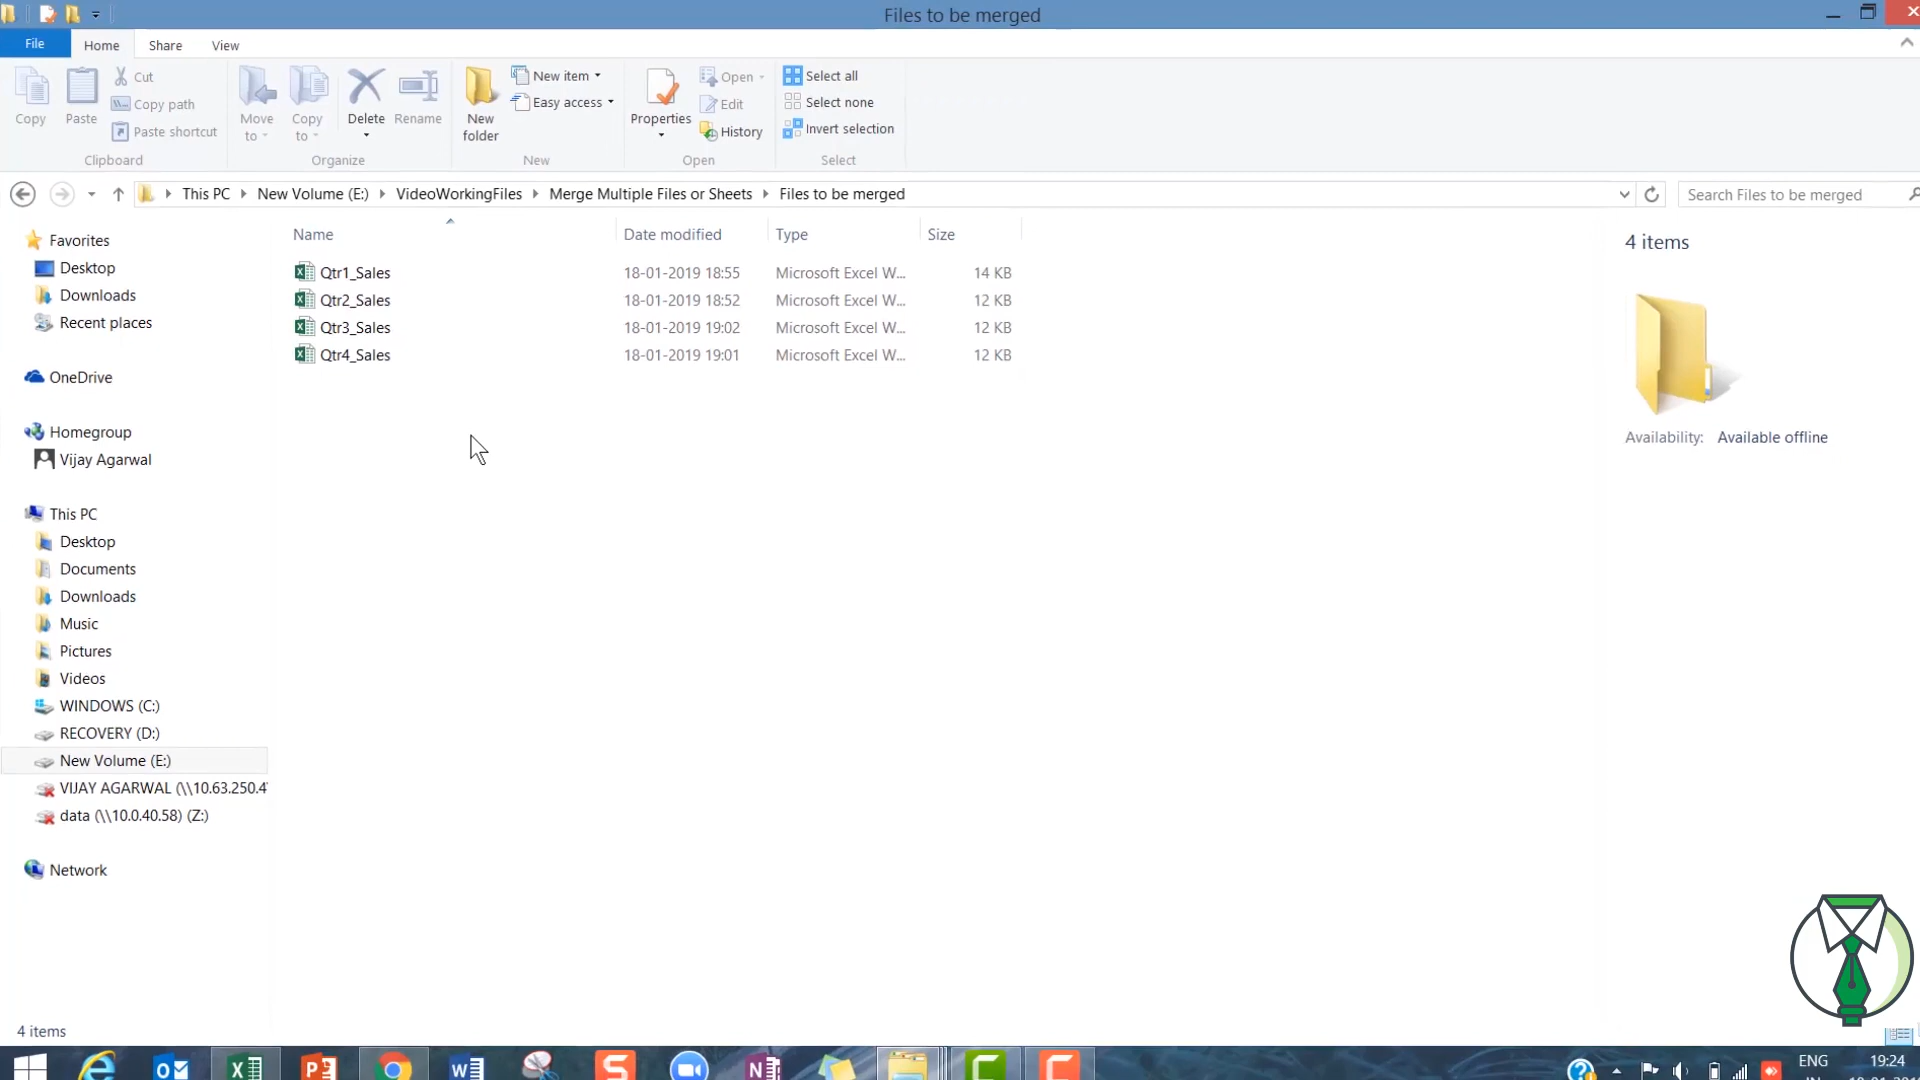 Files to be merged
File Home Share View
Copy Paste Cut Copy path Paste shortcut
Clipboard
Move to Copy to Delete Rename
Organize
New folder New item Easy access
New
Properties Open Edit History
Open
Select all Select none Invert selection
Select
This PC New Volume (E:) VideoWorkingFiles Merge Multiple Files or Sheets Files to be merged
Search Files to be merged
Name Date modified Type Size
Qtr1_Sales 18-01-2019 18:55 Microsoft Excel W... 14 KB
Qtr2_Sales 18-01-2019 18:52 Microsoft Excel W... 12 KB
Qtr3_Sales 18-01-2019 19:02 Microsoft Excel W... 12 KB
Qtr4_Sales 18-01-2019 19:01 Microsoft Excel W... 12 KB
Favorites
Desktop
Downloads
Recent places
OneDrive
Homegroup
Vijay Agarwal
This PC
Desktop
Documents
Downloads
Music
Pictures
Videos
WINDOWS (C:)
RECOVERY (D:)
New Volume (E:)
VIJAY AGARWAL (\\10.63.250.4
data (\\10.0.40.58) (Z:)
Network
4 items
Availability: Available offline
4 items
ENG 19:24